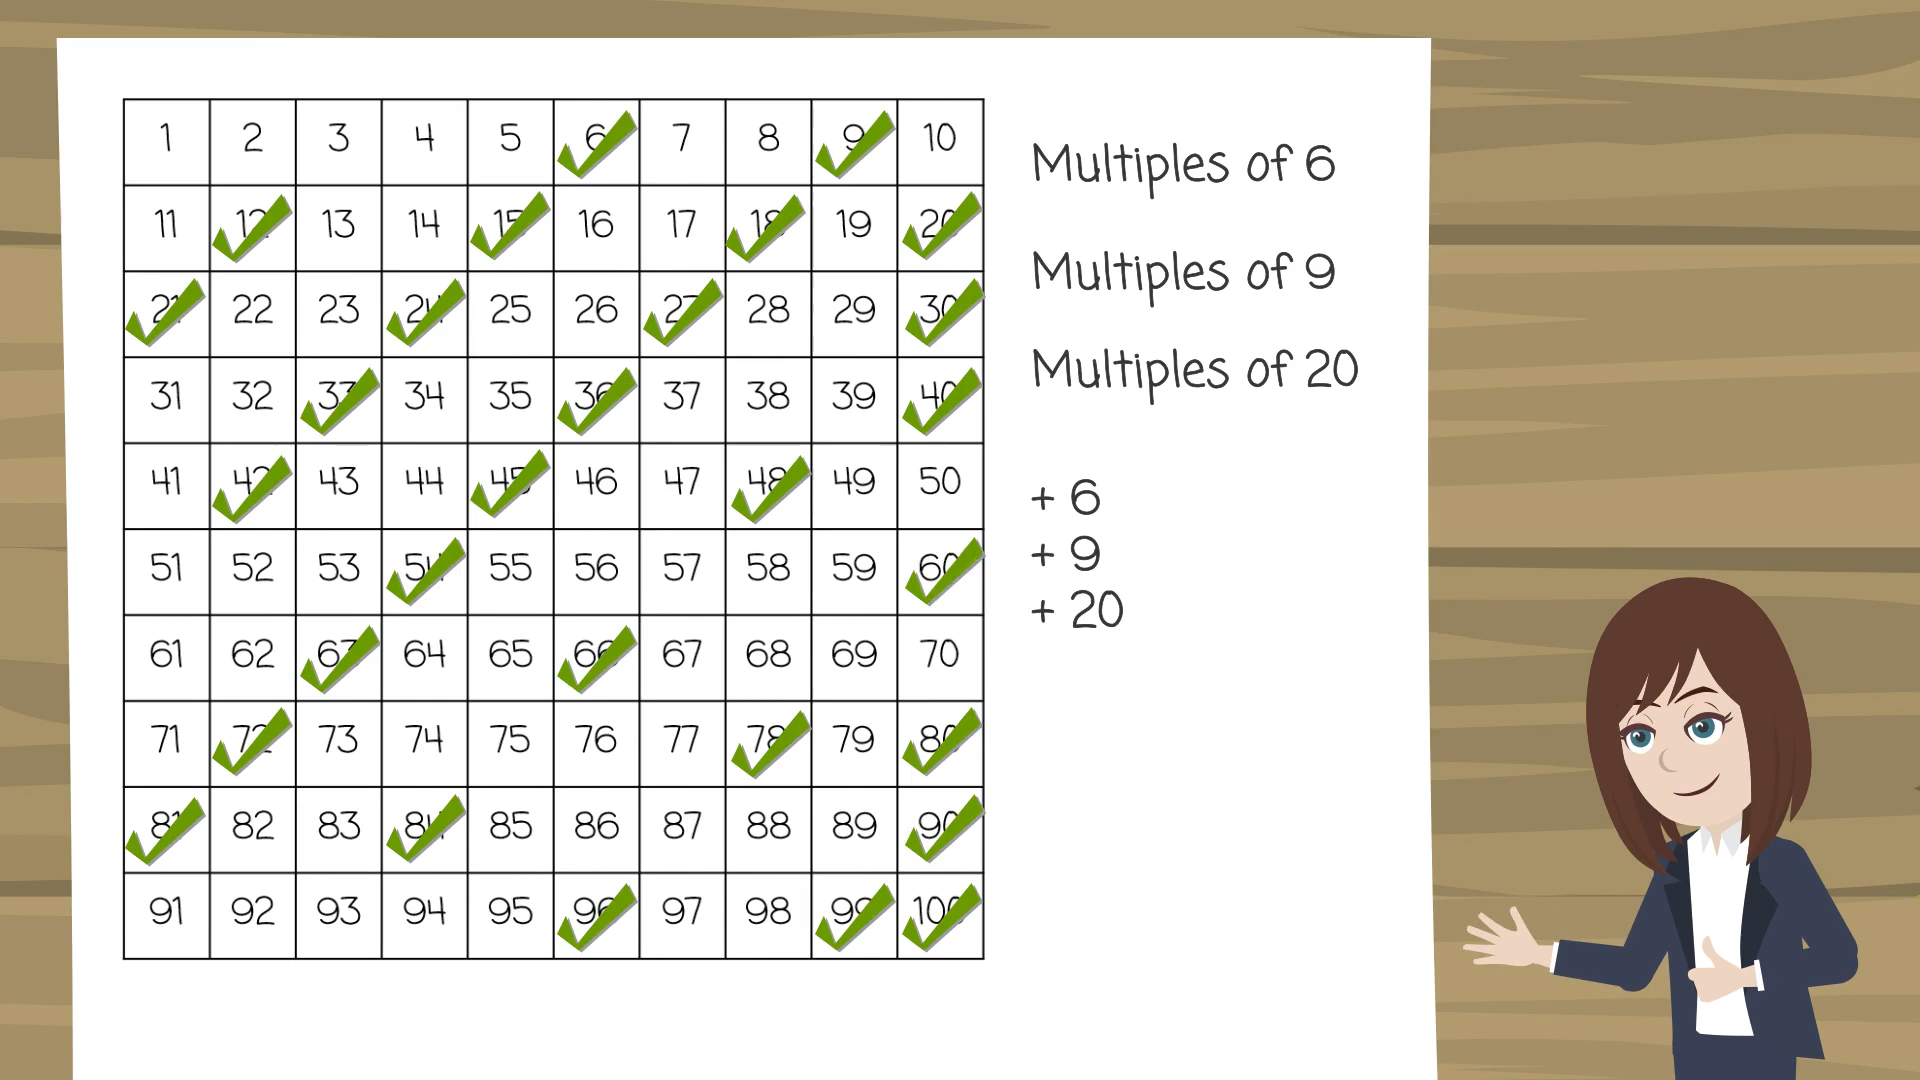 1 2 3 4 5 6 7 8 9 10
11 12 13 14 15 16 17 18 19 20
21 22 23 24 25 26 27 28 29 30
31 32 33 34 35 36 37 38 39 40
41 42 43 44 45 46 47 48 49 50
51 52 53 54 55 56 57 58 59 60
61 62 63 64 65 66 67 68 69 70
71 72 73 74 75 76 77 78 79 80
81 82 83 84 85 86 87 88 89 90
91 92 93 94 95 96 97 98 99 100
Multiples of 6
Multiples of 9
Multiples of 20
+ 6
+ 9
+ 20